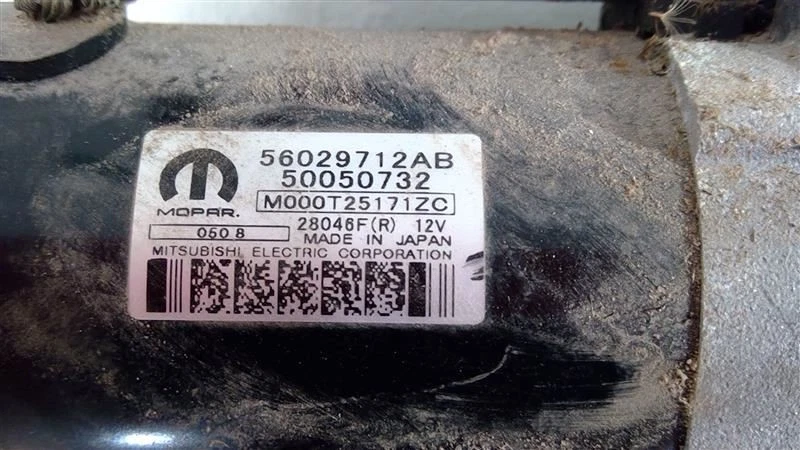 56029712AB
50050732
MOPAR.
M000T25171ZC
28046F(R) 12V
0508
MADE IN JAPAN
MITSUBISHI ELECTRIC CORPORATION